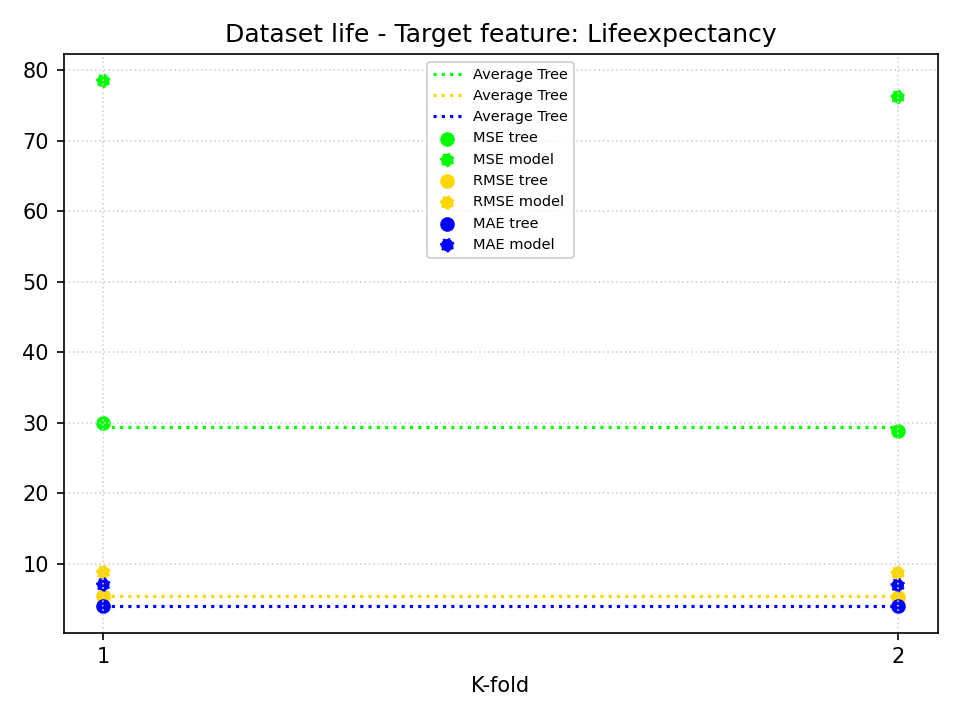 Dataset life - Target feature: Lifeexpectancy
80
70
60
50
40
30
20
10
Average Tree
Average Tree
Average Tree
MSE tree
MSE model
RMSE tree
RMSE model
MAE tree
MAE model
1
2
K-fold